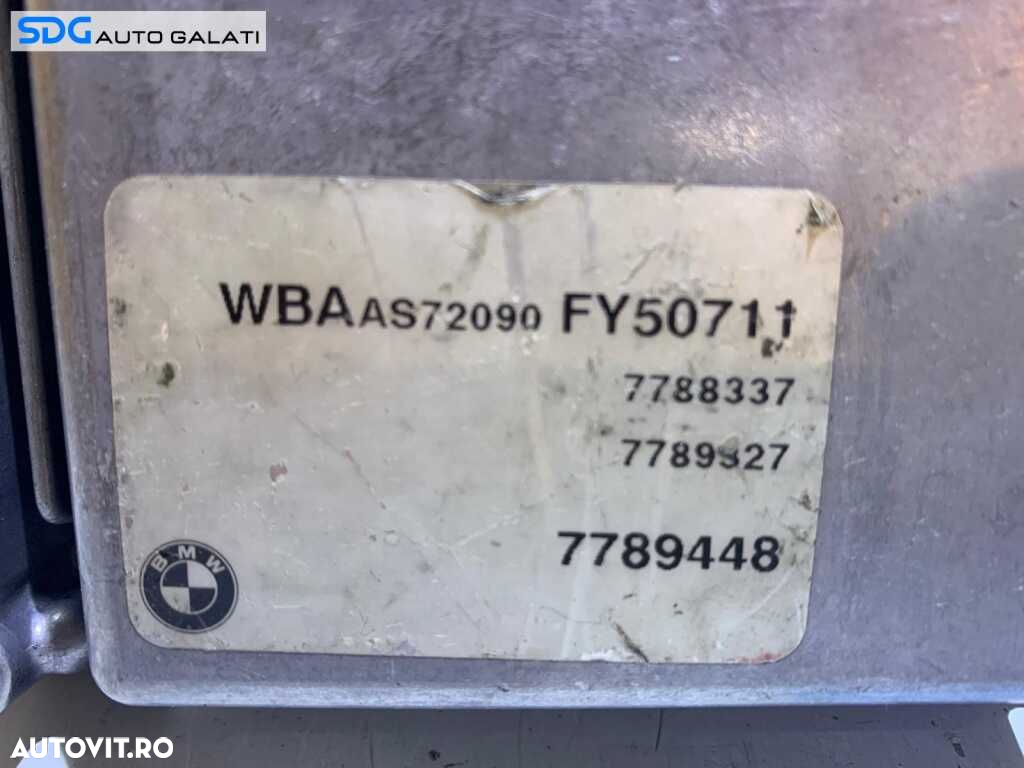 SDG AUTO GALATI
WBAAS72090 FY50711
7788337
7789327
7789448
BMW
AUTOVIT.RO